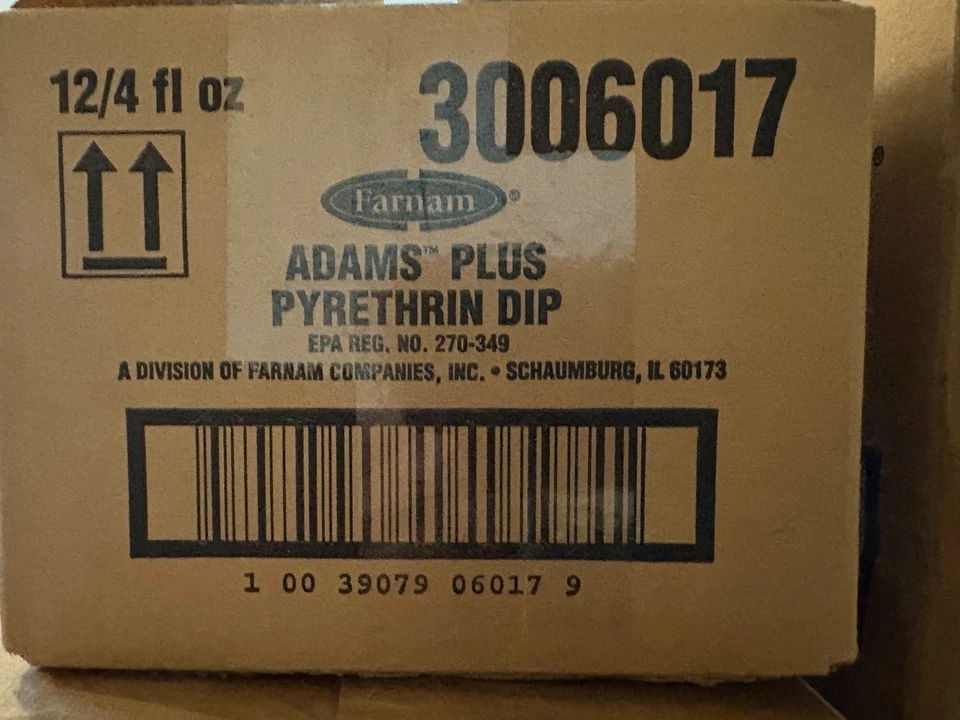 12/4 fl oz
3006017
Farnam®
ADAMS™ PLUS
PYRETHRIN DIP
EPA REG. NO. 270-349
A DIVISION OF FARNAM COMPANIES, INC. • SCHAUMBURG, IL 60173
1 00 39079 06017 9
®